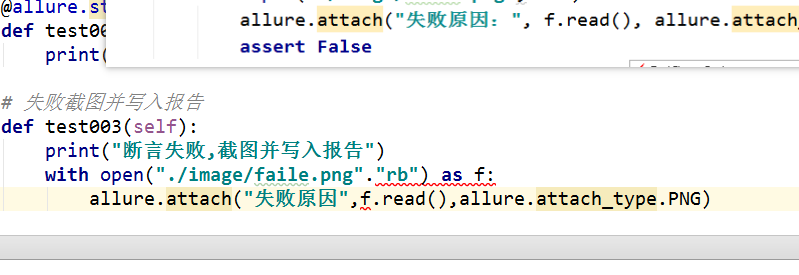 @allure.st
def test003
print(
allure.attach("失败原因：", f.read(), allure.attach_
assert False
# 失败截图并写入报告
def test003(self):
print("断言失败,截图并写入报告")
with open("./image/faile.png"."rb") as f:
allure.attach("失败原因",f.read(),allure.attach_type.PNG)